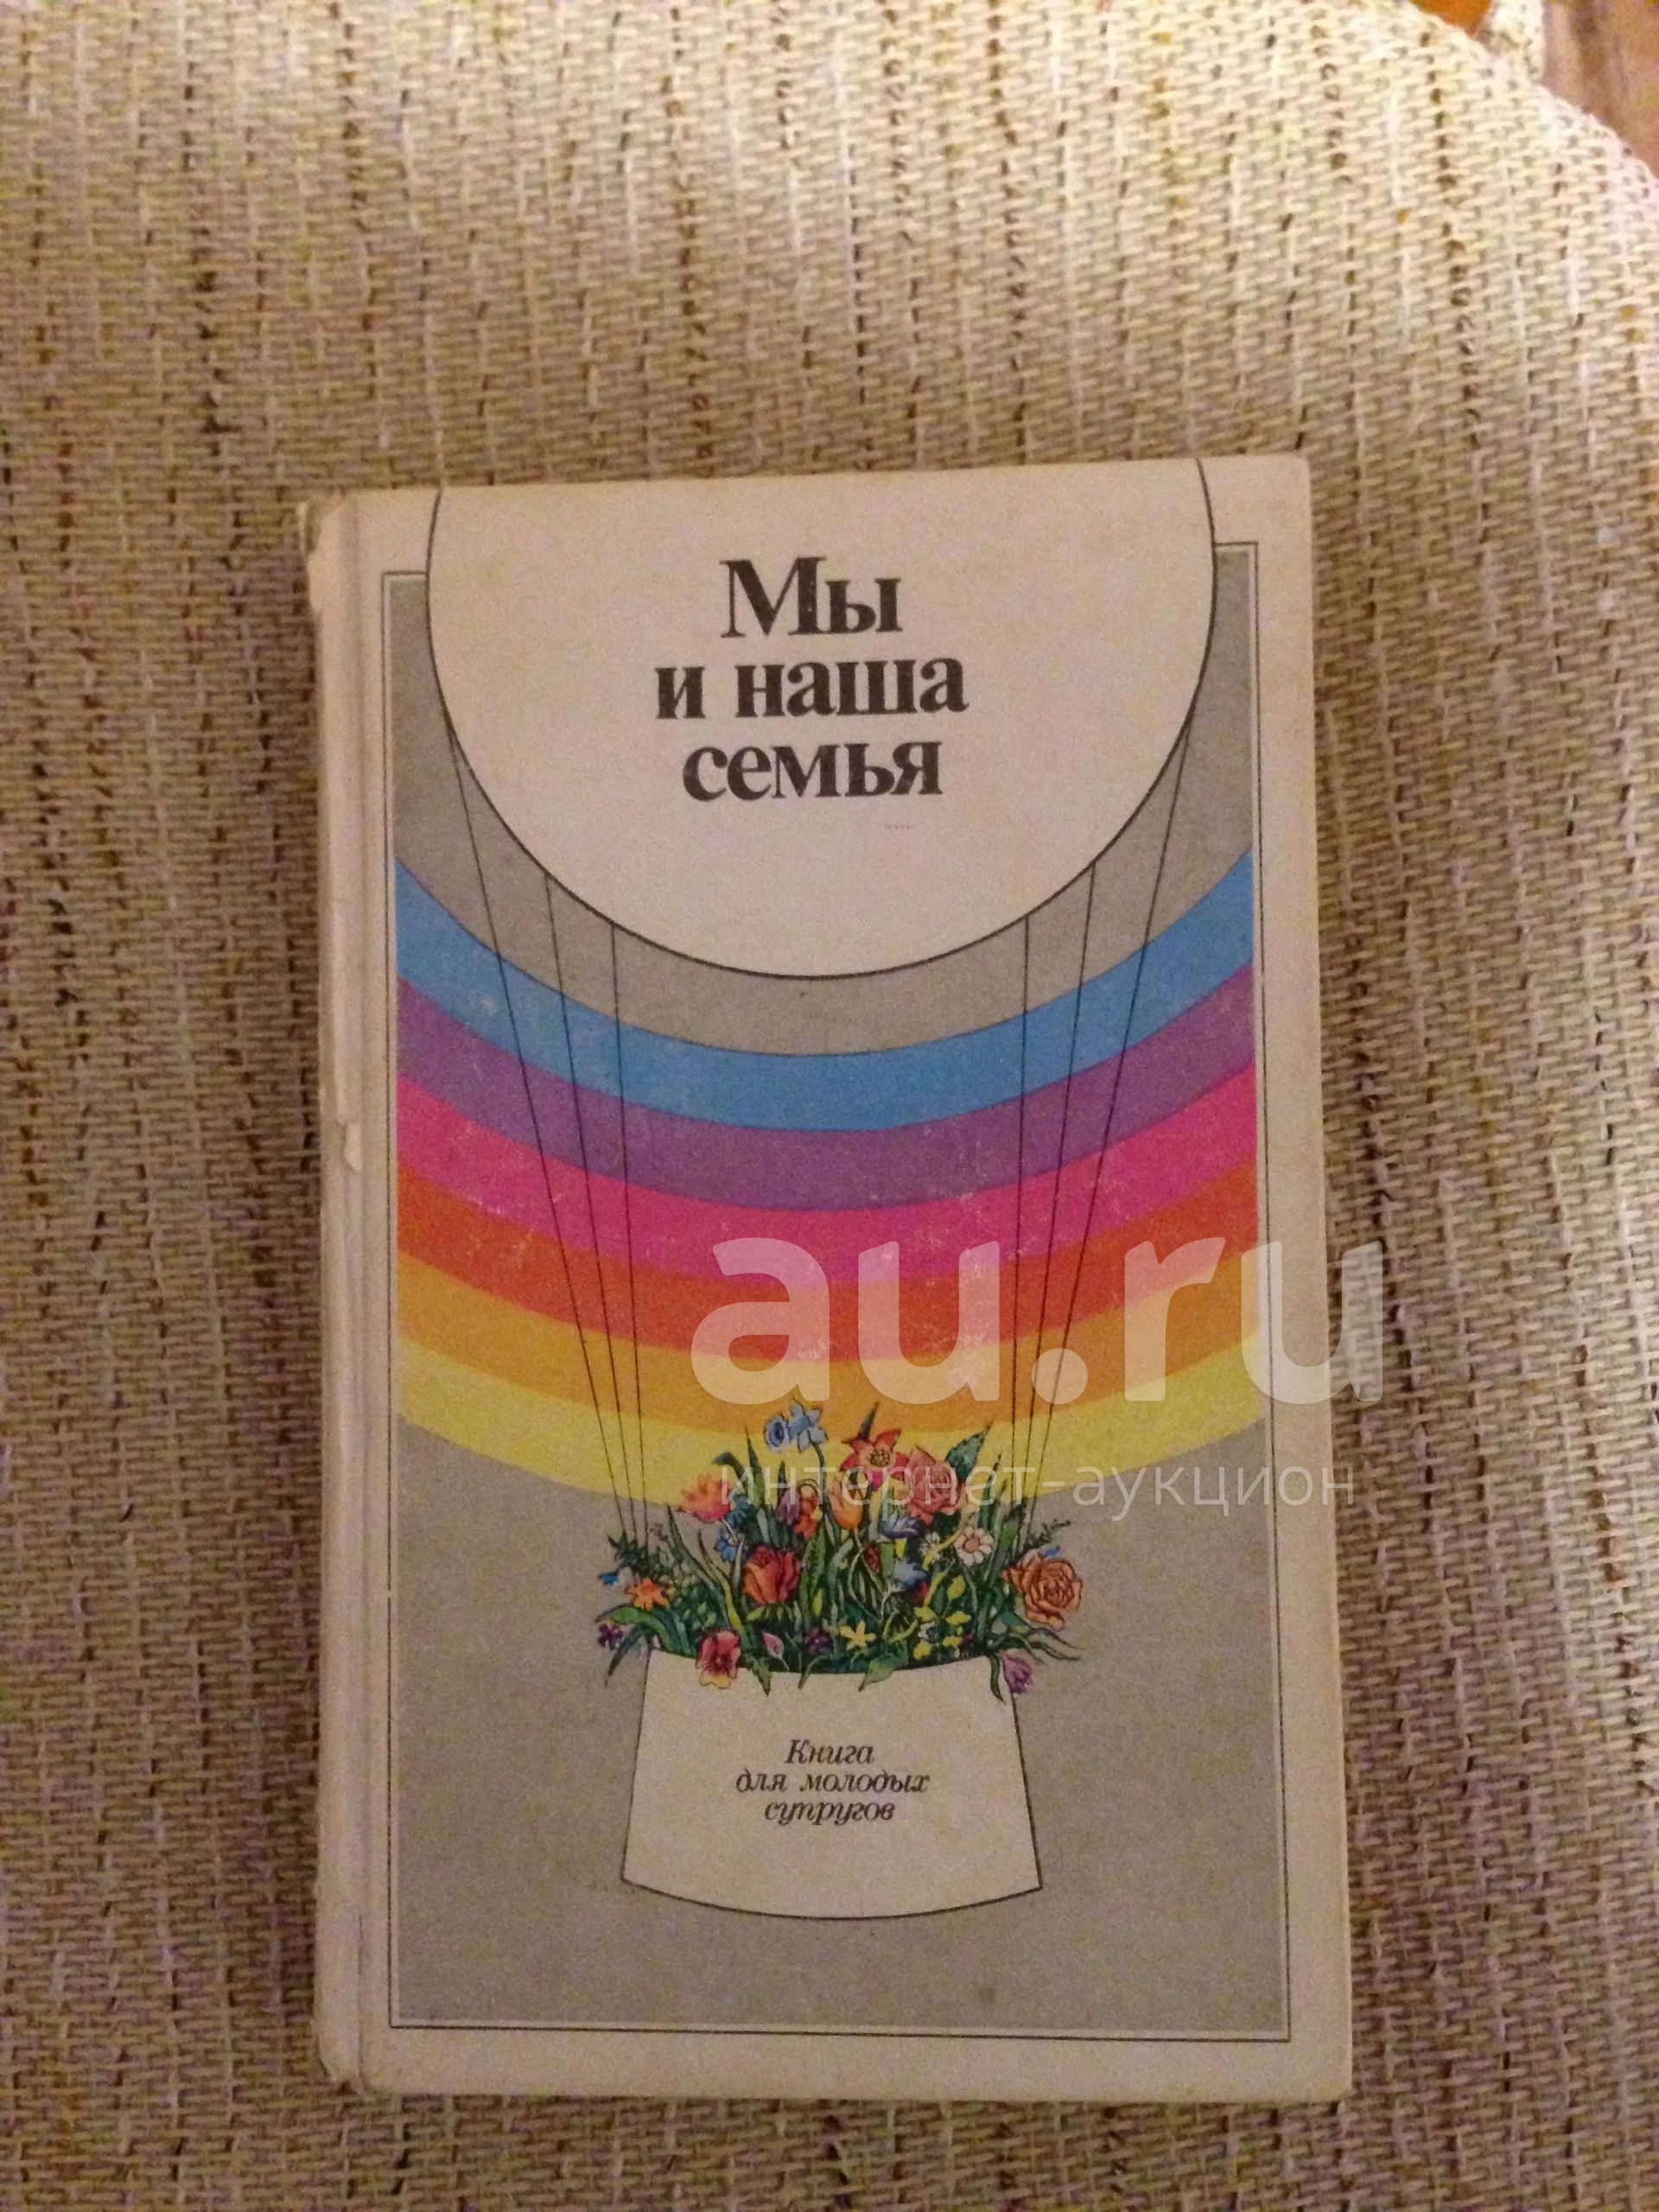 Мы
и наша
семья
au.ru
интернет-аукцион
Книга
для молодых
супругов